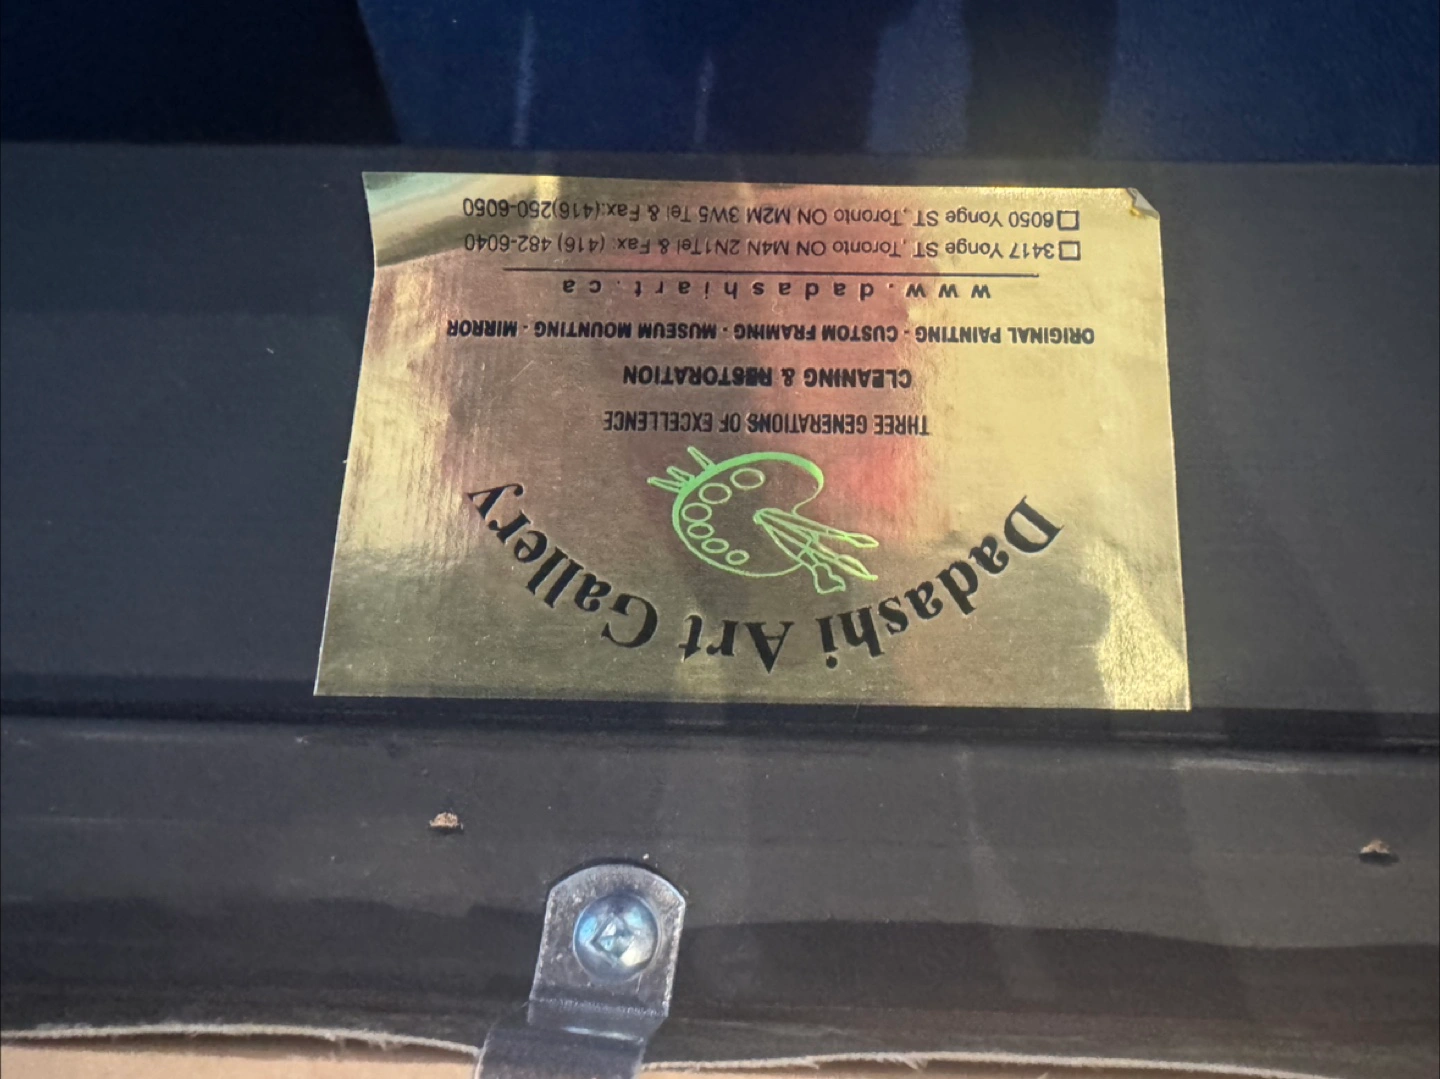 Dadashi Art Gallery
THREE GENERATIONS OF EXCELLENCE
CLEANING & RESTORATION
ORIGINAL PAINTING - CUSTOM FRAMING - MUSEUM MOUNTING - MIRROR
www.dadashiart.ca
3417 Yonge ST ,Toronto ON M4N 2N1Tel & Fax: (416) 482-6040
6050 Yonge ST ,Toronto ON M2M 3W5 Tel & Fax:(416)250-6050